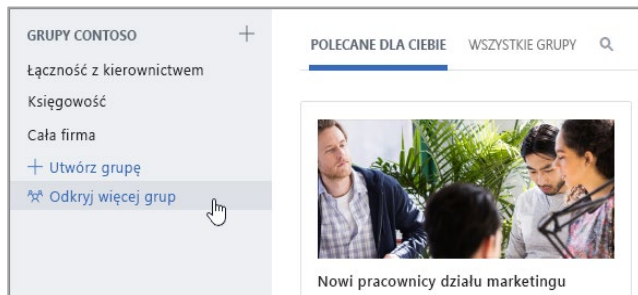 GRUPY CONTOSO
Łączność z kierownictwem
Księgowość
Cała firma
Utwórz grupę
Odkryj więcej grup
POLECANE DLA CIEBIE WSZYSTKIE GRUPY
Nowi pracownicy działu marketingu